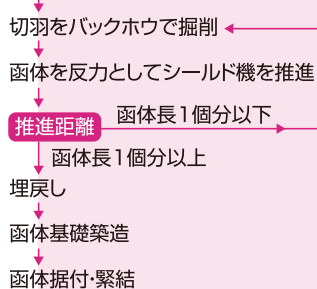 切羽をバックホウで掘削
函体を反力としてシールド機を推進
推進距離
函体長1個分以下
函体長1個分以上
埋戻し
函体基礎築造
函体据付・緊結